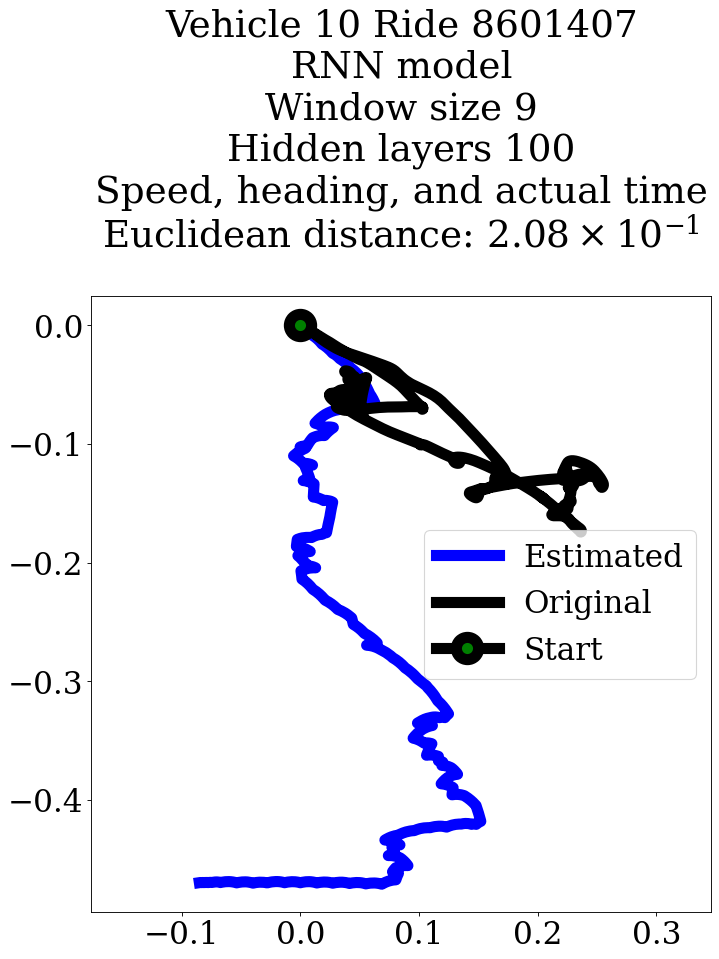 Vehicle 10 Ride 8601407
RNN model
Window size 9
Hidden layers 100
Speed, heading, and actual time
Euclidean distance: 2.08 × 10⁻¹
0.0
−0.1
−0.2
−0.3
−0.4
Estimated
Original
Start
−0.1 0.0 0.1 0.2 0.3